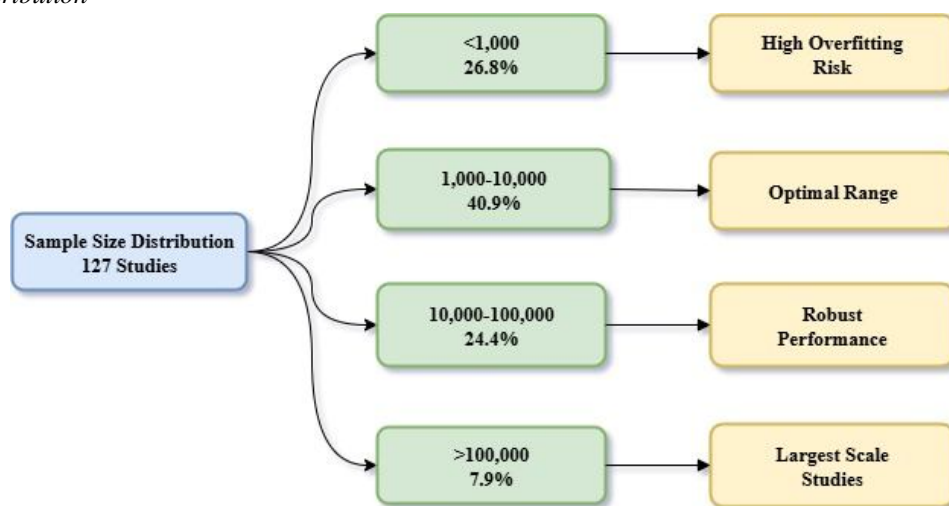 Sample Size Distribution
127 Studies
<1,000
26.8%
High Overfitting
Risk
1,000-10,000
40.9%
Optimal Range
10,000-100,000
24.4%
Robust
Performance
>100,000
7.9%
Largest Scale
Studies